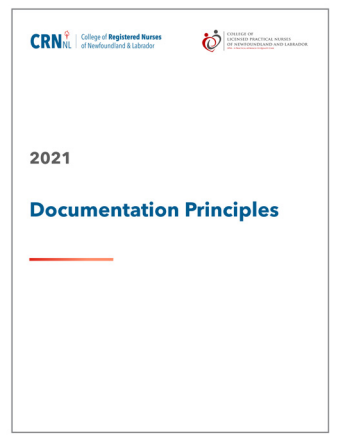 CRNNL
College of Registered Nurses
of Newfoundland & Labrador
COLLEGE OF
LICENSED PRACTICAL NURSES
OF NEWFOUNDLAND AND LABRADOR
2021
Documentation Principles